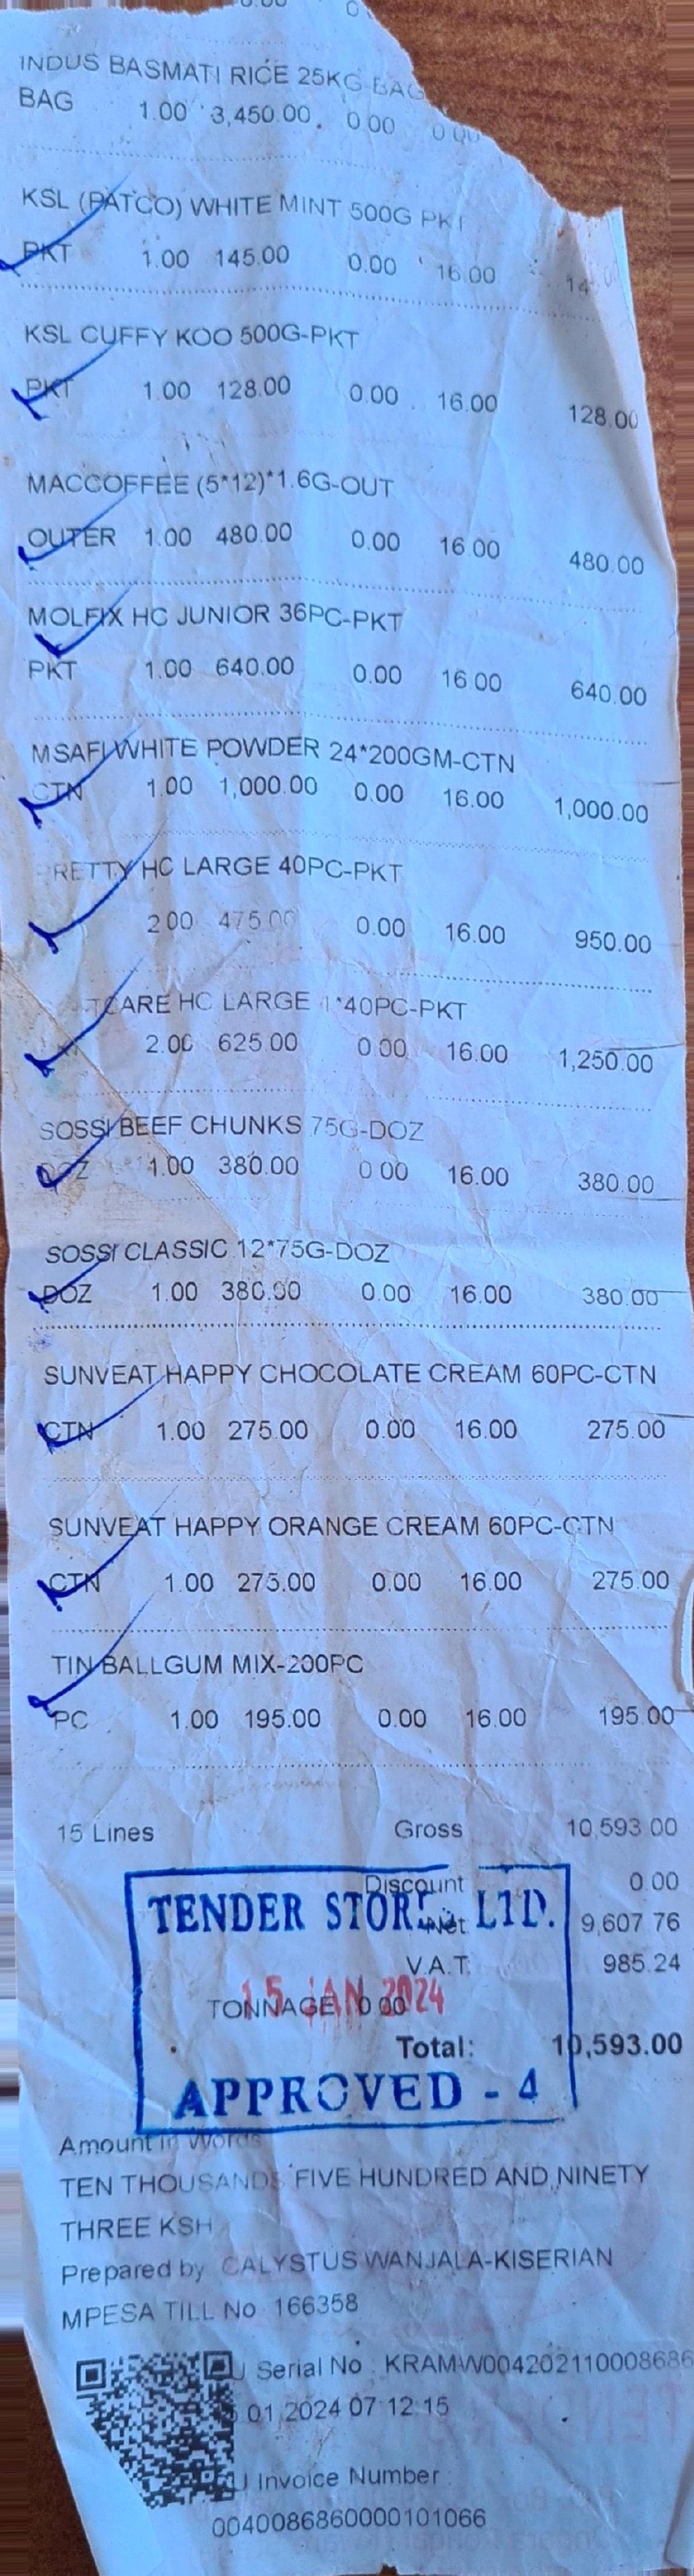 INDUS BASMATI RICE 25KG-BAG
BAG 1.00 3,450.00 0.00 0.00
KSL (PATCO) WHITE MINT 500G PKT
PKT 1.00 145.00 0.00 16.00
KSL CUFFY KOO 500G-PKT
PKT 1.00 128.00 0.00 16.00 128.00
MACCOFFEE (5*12)*1.6G-OUT
OUTER 1.00 480.00 0.00 16.00 480.00
MOLFIX HC JUNIOR 36PC-PKT
PKT 1.00 640.00 0.00 16.00 640.00
MSAFI WHITE POWDER 24*200GM-CTN
CTN 1.00 1,000.00 0.00 16.00 1,000.00
PRETTY HC LARGE 40PC-PKT
2.00 475.00 0.00 16.00 950.00
HC LARGE 1*40PC-PKT
2.00 625.00 0.00 16.00 1,250.00
SOSSI BEEF CHUNKS 75G-DOZ
DOZ 1.00 380.00 0.00 16.00 380.00
SOSSI CLASSIC 12*75G-DOZ
DOZ 1.00 380.00 0.00 16.00 380.00
SUNVEAT HAPPY CHOCOLATE CREAM 60PC-CTN
CTN 1.00 275.00 0.00 16.00 275.00
SUNVEAT HAPPY ORANGE CREAM 60PC-CTN
CTN 1.00 275.00 0.00 16.00 275.00
TIN BALLGUM MIX-200PC
PC 1.00 195.00 0.00 16.00 195.00
15 Lines Gross 10,593.00
Discount 0.00
TENDER STORES LTD.
Net 9,607.76
V.A.T. 985.24
15 JAN 2024
TONNAGE 0.00
Total: 10,593.00
APPROVED - 4
Amount in Words
TEN THOUSANDS FIVE HUNDRED AND NINETY
THREE KSH
Prepared by CALYSTUS WANJALA-KISERIAN
MPESA TILL No 166358
U Serial No : KRAMW004202110008686
01.2024 07:12:15
U Invoice Number
0040086860000101066